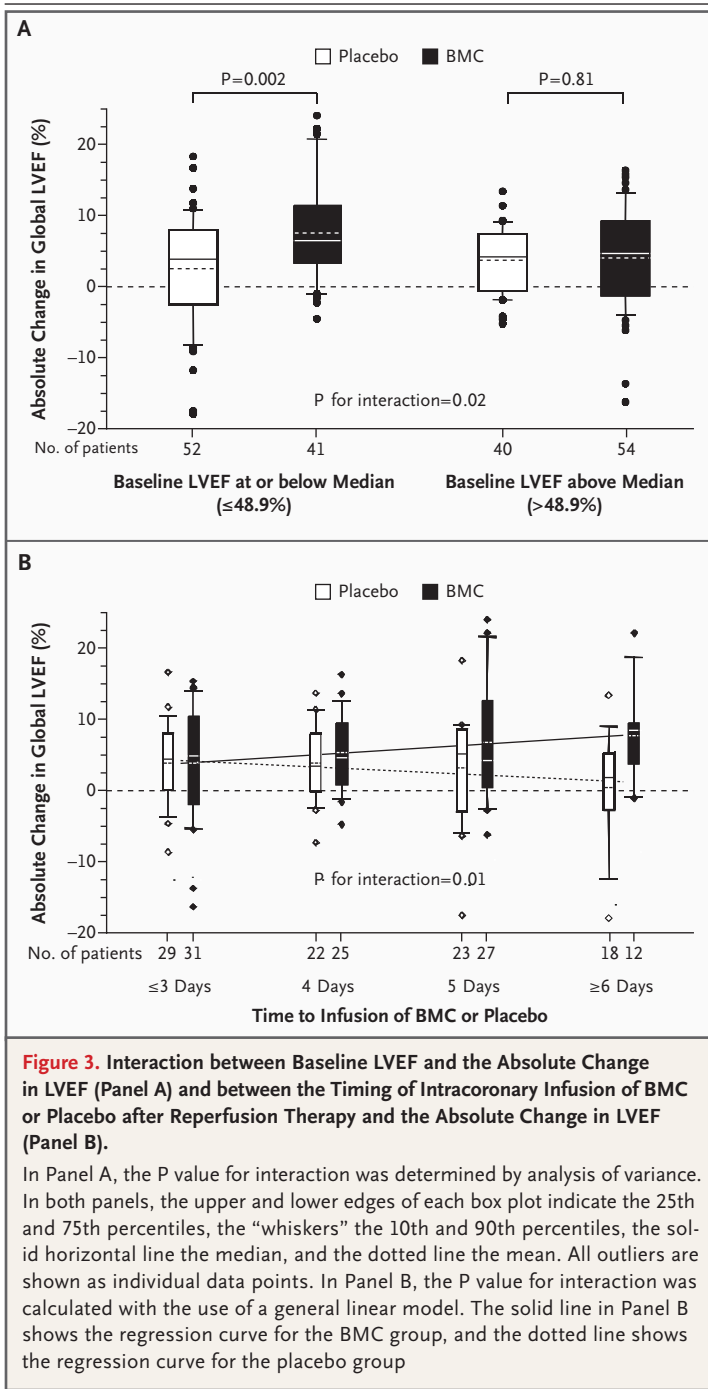 A
Placebo BMC
P=0.002 P=0.81
Absolute Change in Global LVEF (%)
20
10
0
−10
−20
P for interaction=0.02
No. of patients 52 41 40 54
Baseline LVEF at or below Median Baseline LVEF above Median
(≤48.9%) (>48.9%)
B
Placebo BMC
Absolute Change in Global LVEF (%)
20
10
0
−10
−20
P for interaction=0.01
No. of patients 29 31 22 25 23 27 18 12
≤3 Days 4 Days 5 Days ≥6 Days
Time to Infusion of BMC or Placebo
Figure 3. Interaction between Baseline LVEF and the Absolute Change
in LVEF (Panel A) and between the Timing of Intracoronary Infusion of BMC
or Placebo after Reperfusion Therapy and the Absolute Change in LVEF
(Panel B).
In Panel A, the P value for interaction was determined by analysis of variance.
In both panels, the upper and lower edges of each box plot indicate the 25th
and 75th percentiles, the “whiskers” the 10th and 90th percentiles, the sol-
id horizontal line the median, and the dotted line the mean. All outliers are
shown as individual data points. In Panel B, the P value for interaction was
calculated with the use of a general linear model. The solid line in Panel B
shows the regression curve for the BMC group, and the dotted line shows
the regression curve for the placebo group